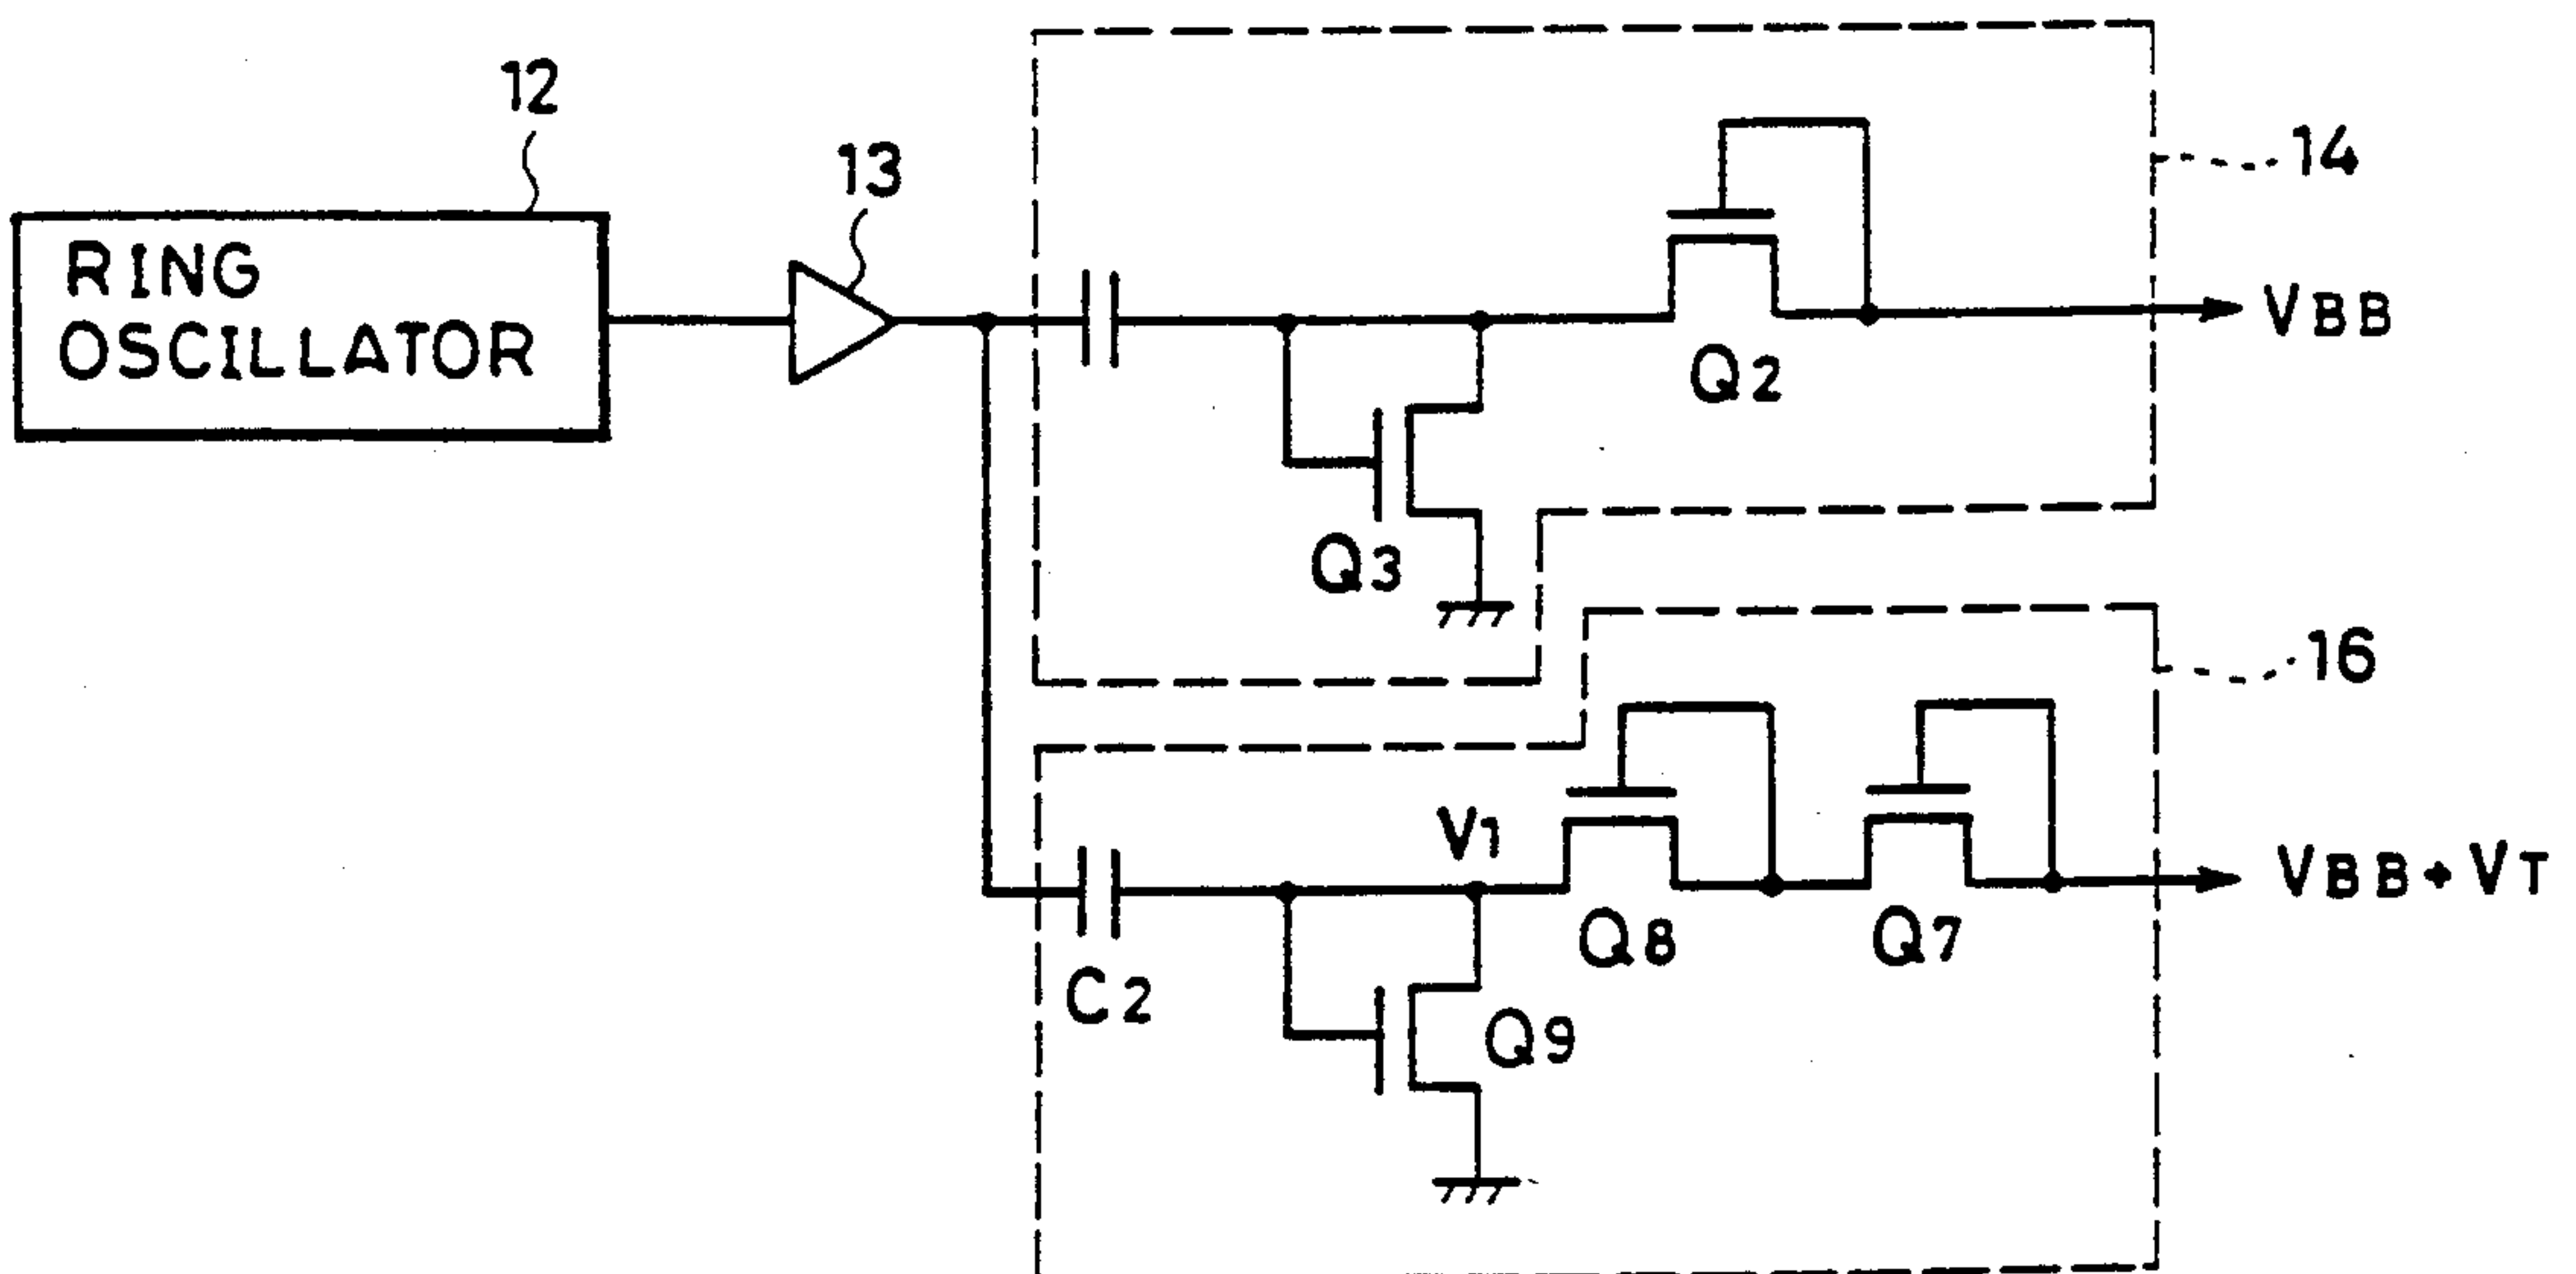 12
13
14
RING
OSCILLATOR
VBB
Q2
Q3
16
V1
VBB+VT
Q8
Q7
C2
Q9